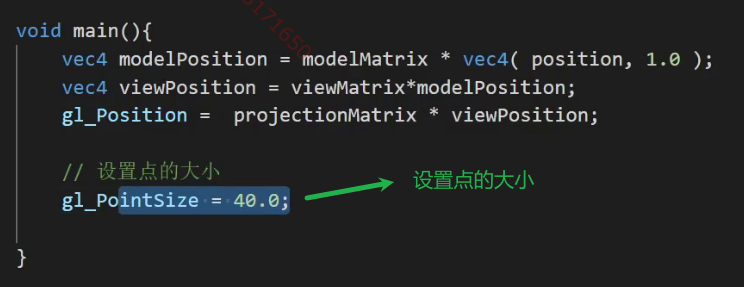 void main(){
vec4 modelPosition = modelMatrix * vec4( position, 1.0 );
vec4 viewPosition = viewMatrix*modelPosition;
gl_Position =  projectionMatrix * viewPosition;
// 设置点的大小
gl_PointSize = 40.0;
设置点的大小
}